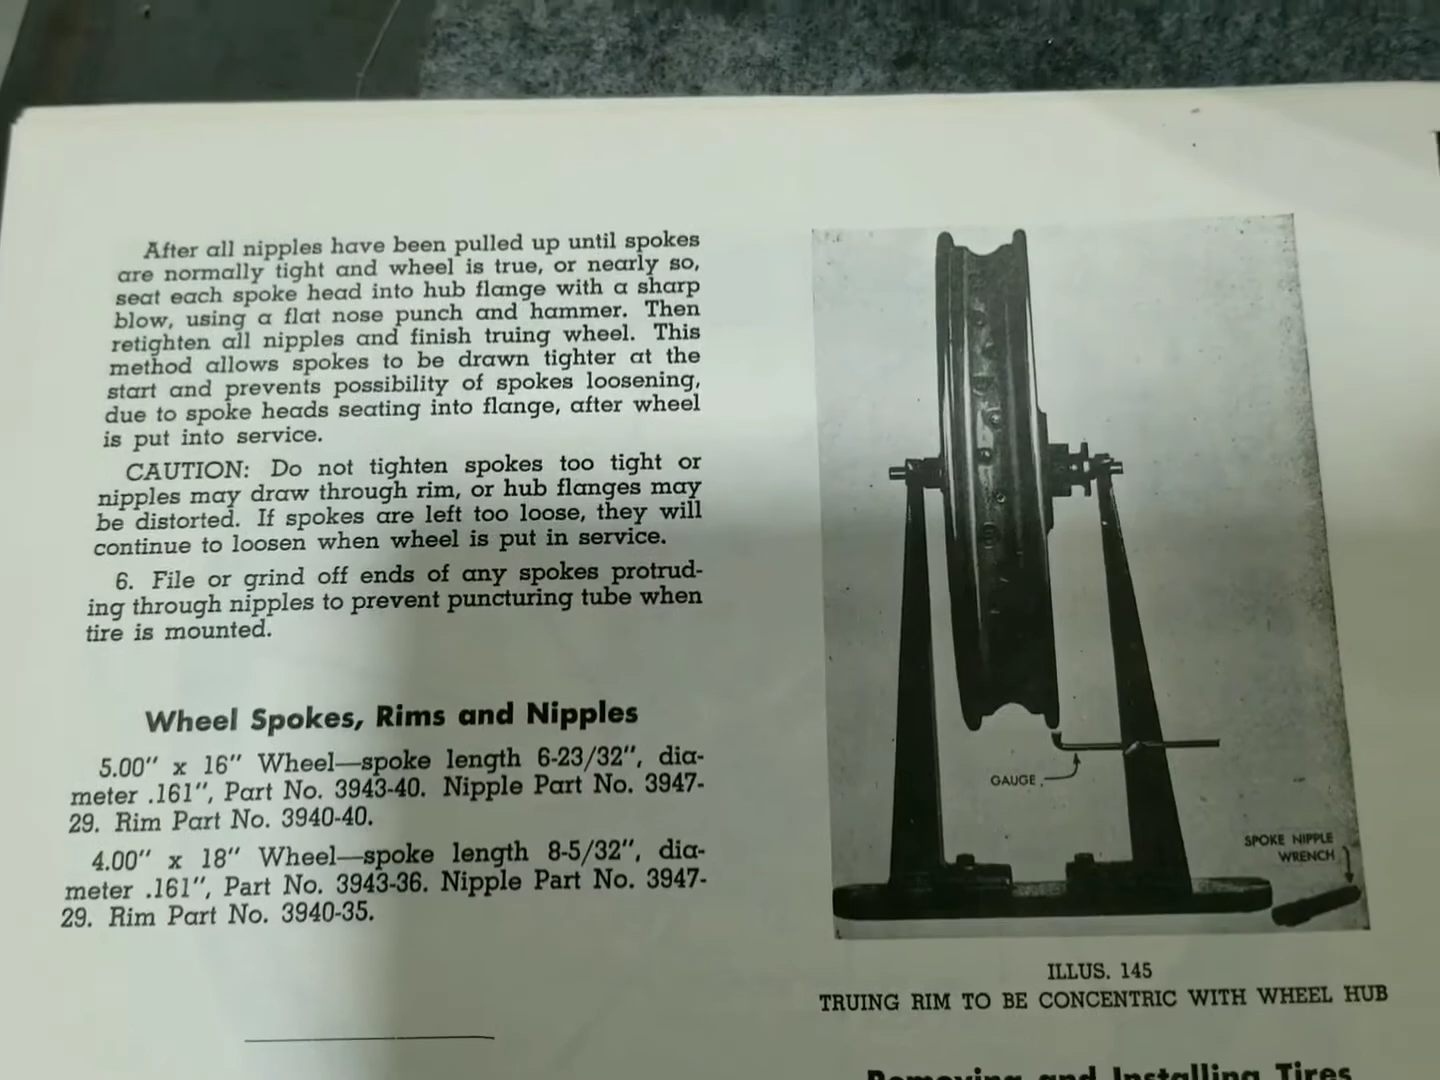 After all nipples have been pulled up until spokes
are normally tight and wheel is true, or nearly so,
seat each spoke head into hub flange with a sharp
blow, using a flat nose punch and hammer. Then
retighten all nipples and finish truing wheel. This
method allows spokes to be drawn tighter at the
start and prevents possibility of spokes loosening,
due to spoke heads seating into flange, after wheel
is put into service.
CAUTION: Do not tighten spokes too tight or
nipples may draw through rim, or hub flanges may
be distorted. If spokes are left too loose, they will
continue to loosen when wheel is put in service.
6. File or grind off ends of any spokes protrud-
ing through nipples to prevent puncturing tube when
tire is mounted.
Wheel Spokes, Rims and Nipples
5.00" x 16" Wheel—spoke length 6-23/32", dia-
meter .161", Part No. 3943-40. Nipple Part No. 3947-
29. Rim Part No. 3940-40.
4.00" x 18" Wheel—spoke length 8-5/32", dia-
meter .161", Part No. 3943-36. Nipple Part No. 3947-
29. Rim Part No. 3940-35.
GAUGE
SPOKE NIPPLE
WRENCH
ILLUS. 145
TRUING RIM TO BE CONCENTRIC WITH WHEEL HUB
Removing and Installing Tires